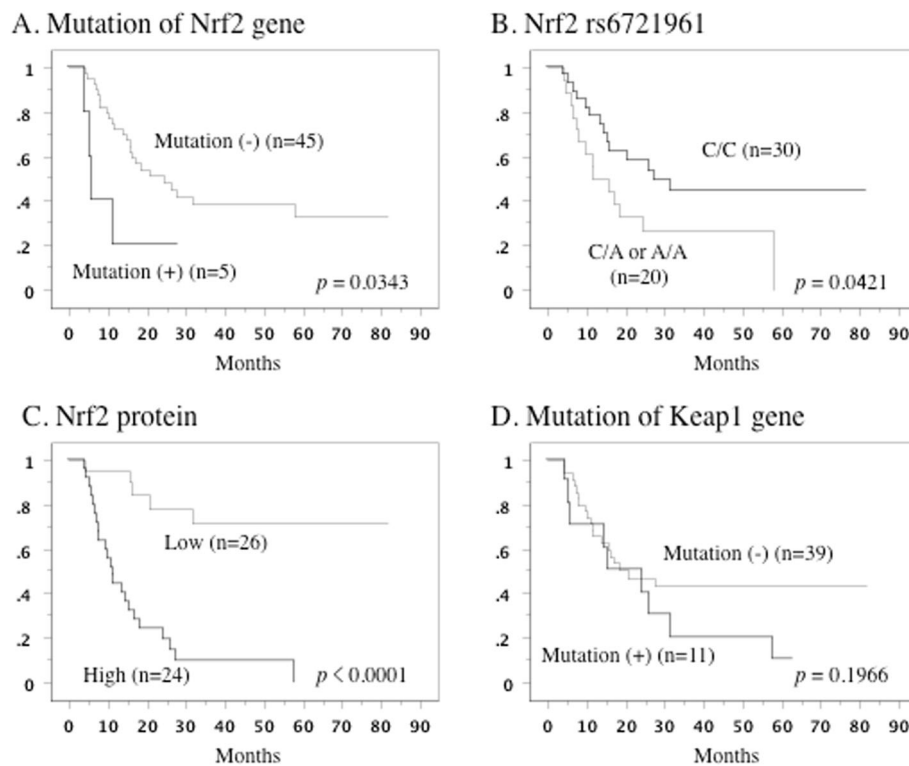 A. Mutation of Nrf2 gene
1
.8
.6
.4
.2
0
Mutation (-) (n=45)
Mutation (+) (n=5)
p = 0.0343
0 10 20 30 40 50 60 70 80 90
Months
B. Nrf2 rs6721961
1
.8
.6
.4
.2
0
C/C (n=30)
C/A or A/A
(n=20)
p = 0.0421
0 10 20 30 40 50 60 70 80 90
Months
C. Nrf2 protein
1
.8
.6
.4
.2
0
Low (n=26)
High (n=24)
p < 0.0001
0 10 20 30 40 50 60 70 80 90
Months
D. Mutation of Keap1 gene
1
.8
.6
.4
.2
0
Mutation (-) (n=39)
Mutation (+) (n=11)
p = 0.1966
0 10 20 30 40 50 60 70 80 90
Months